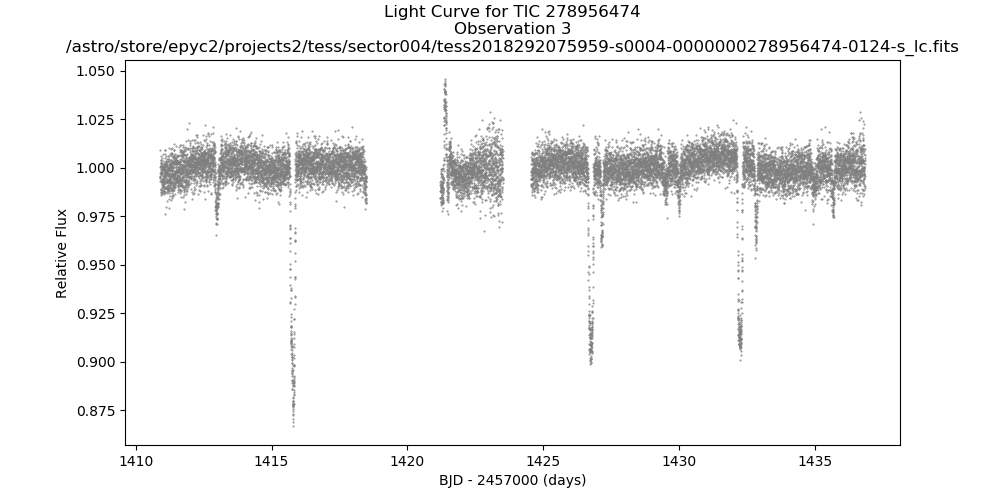 Light Curve for TIC 278956474
Observation 3
/astro/store/epyc2/projects2/tess/sector004/tess2018292075959-s0004-0000000278956474-0124-s_lc.fits
1.050
1.025
1.000
0.975
0.950
0.925
0.900
0.875
Relative Flux
1410 1415 1420 1425 1430 1435
BJD - 2457000 (days)